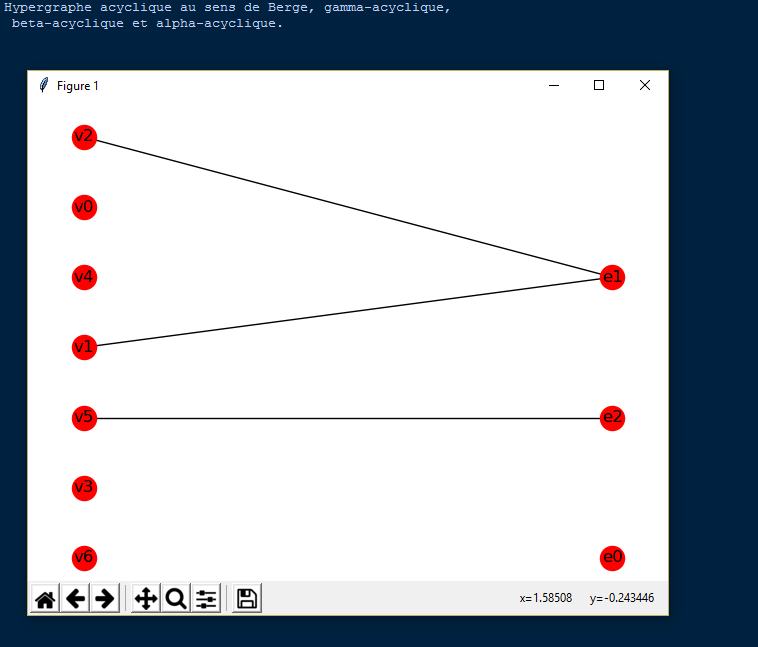 Hypergraphe acyclique au sens de Berge, gamma-acyclique,
beta-acyclique et alpha-acyclique.
Figure 1
v2
v0
v4
e1
v1
v5
e2
v3
v6
e0
x=1.58508 y=-0.243446